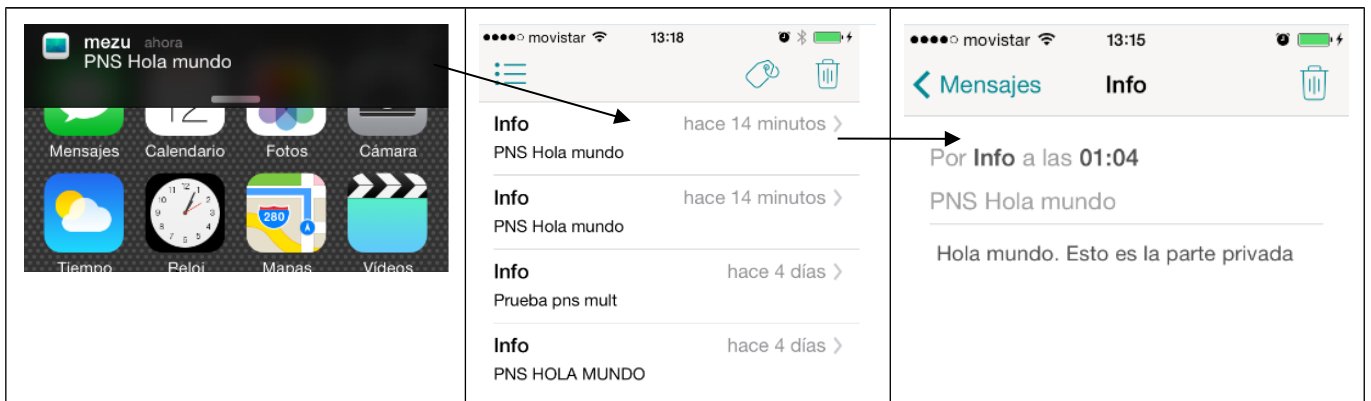 mezu ahora
PNS Hola mundo
12
Mensajes Calendario Fotos Cámara
280
Tiempo Reloj Mapas Vídeos
movistar 13:18
Info hace 14 minutos
PNS Hola mundo
Info hace 14 minutos
PNS Hola mundo
Info hace 4 días
Prueba pns mult
Info hace 4 días
PNS HOLA MUNDO
movistar 13:15
Mensajes Info
Por Info a las 01:04
PNS Hola mundo
Hola mundo. Esto es la parte privada